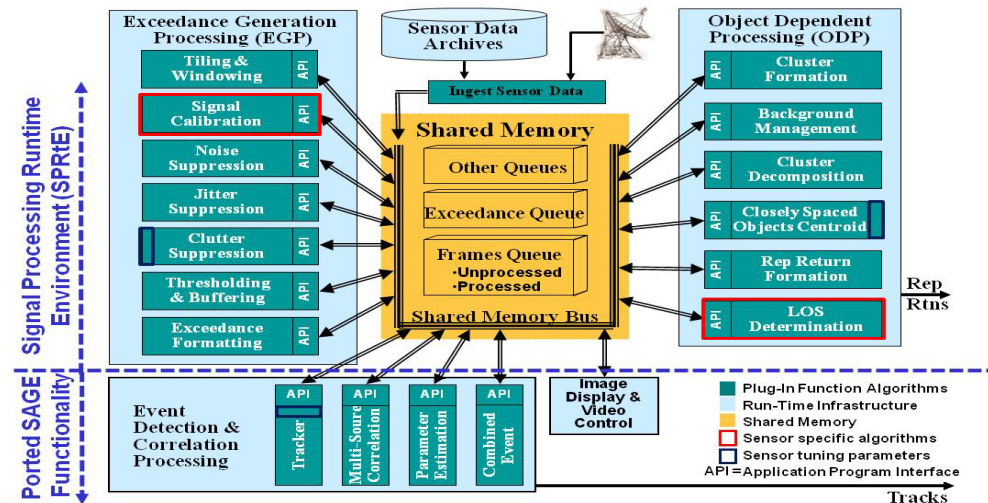 Signal Processing Runtime
Environment (SPRtE)
Ported SAGE
Functionality
Exceedance Generation
Processing (EGP)
Tiling &
Windowing
API
Signal
Calibration
API
Noise
Suppression
API
Jitter
Suppression
API
Clutter
Suppression
API
Thresholding
& Buffering
API
Exceedance
Formatting
API
Sensor Data
Archives
Ingest Sensor Data
Shared Memory
Other Queues
Exceedance Queue
Frames Queue
•Unprocessed
•Processed
Shared Memory Bus
Object Dependent
Processing (ODP)
API
Cluster
Formation
API
Background
Management
API
Cluster
Decomposition
API
Closely Spaced
Objects Centroid
API
Rep Return
Formation
API
LOS
Determination
Rep
Rtns
Event
Detection &
Correlation
Processing
API
Tracker
API
Multi-Soure
Correlation
API
Parameter
Estimation
API
Combined
Event
Image
Display &
Video
Control
Plug-In Function Algorithms
Run-Time Infrastructure
Shared Memory
Sensor specific algorithms
Sensor tuning parameters
API =Application Program Interface
Tracks